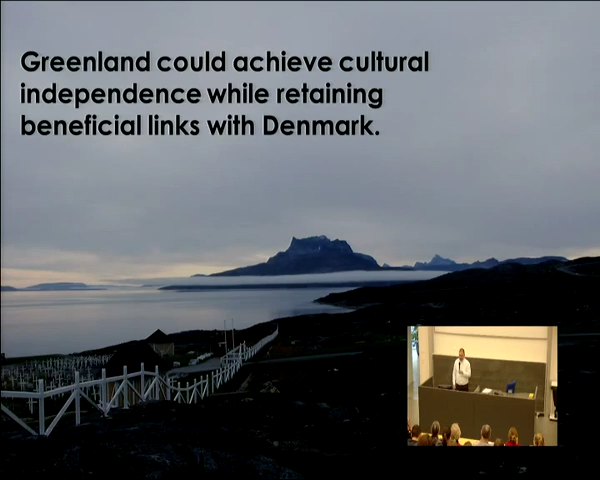 Greenland could achieve cultural
independence while retaining
beneficial links with Denmark.